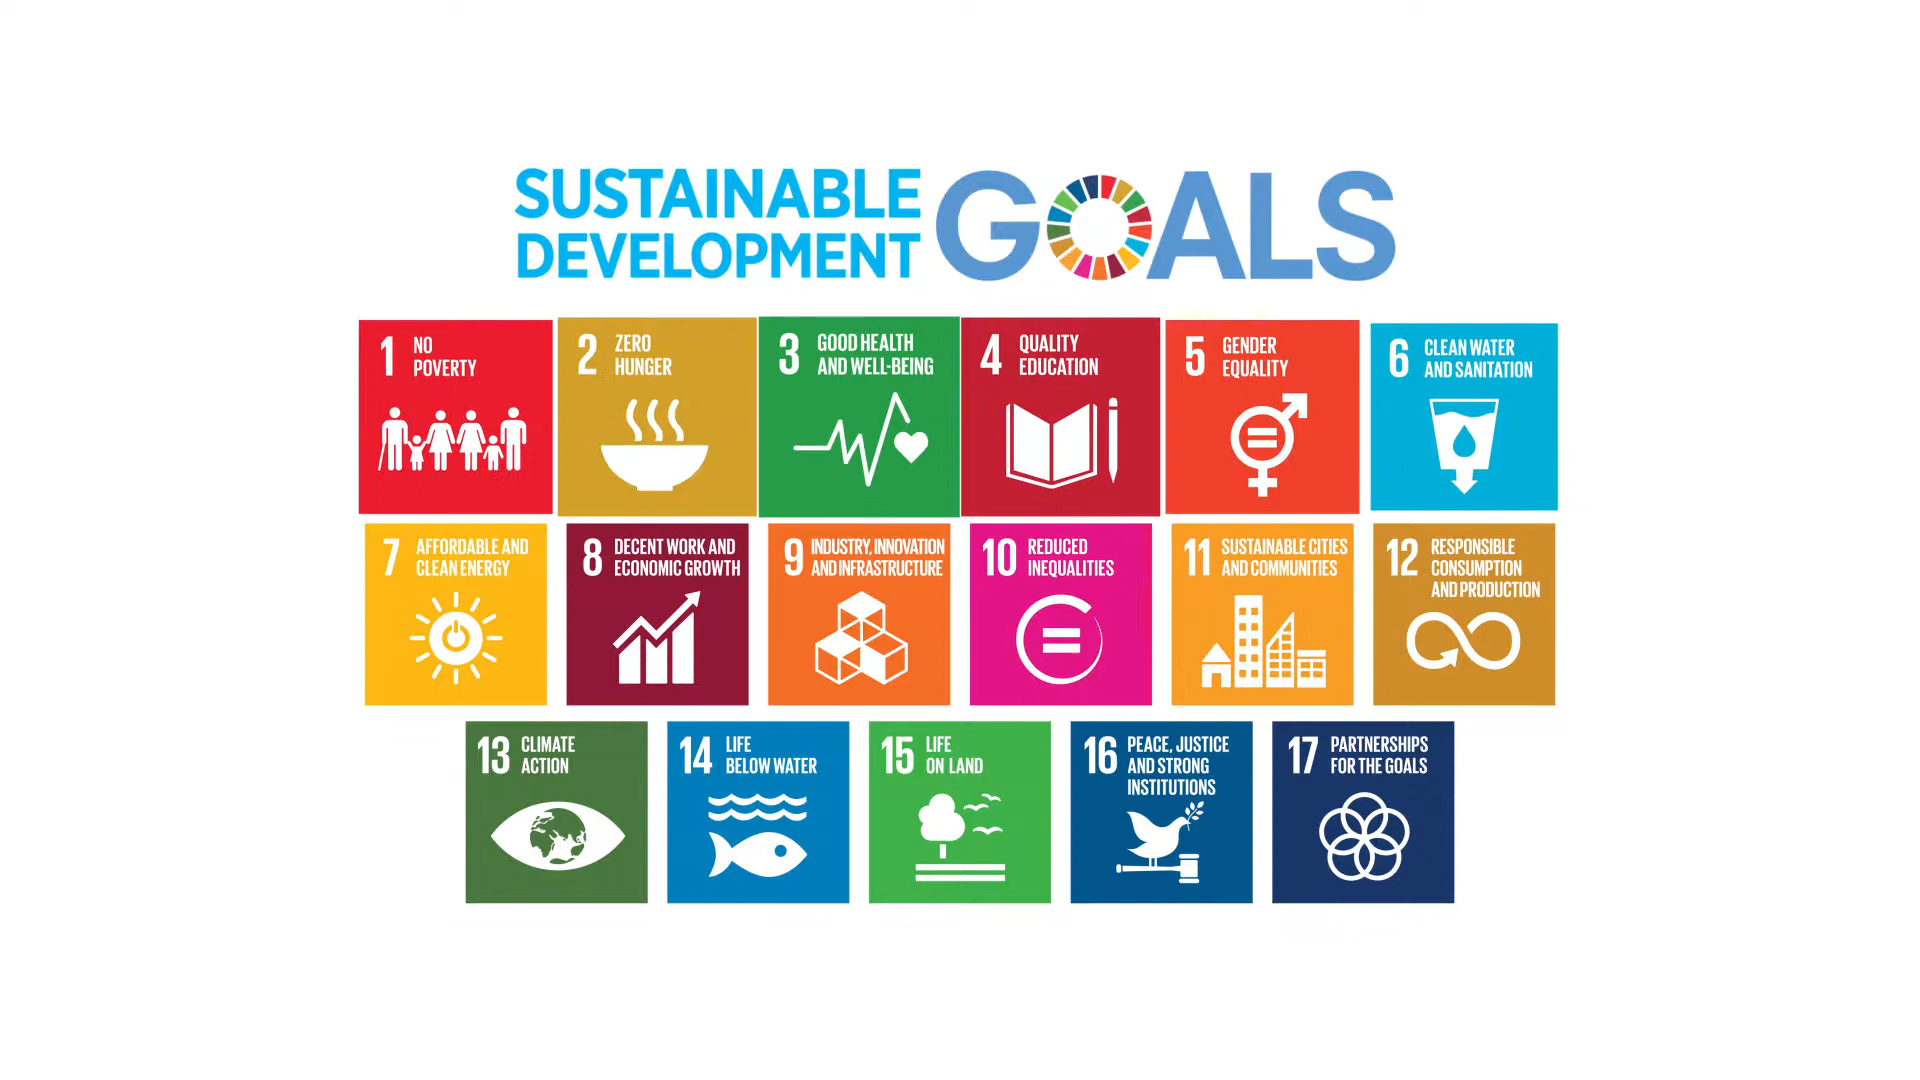 SUSTAINABLE
DEVELOPMENT
GOALS
1 NO
POVERTY
2 ZERO
HUNGER
3 GOOD HEALTH
AND WELL-BEING
4 QUALITY
EDUCATION
5 GENDER
EQUALITY
6 CLEAN WATER
AND SANITATION
7 AFFORDABLE AND
CLEAN ENERGY
8 DECENT WORK AND
ECONOMIC GROWTH
9 INDUSTRY, INNOVATION
AND INFRASTRUCTURE
10 REDUCED
INEQUALITIES
11 SUSTAINABLE CITIES
AND COMMUNITIES
12 RESPONSIBLE
CONSUMPTION
AND PRODUCTION
13 CLIMATE
ACTION
14 LIFE
BELOW WATER
15 LIFE
ON LAND
16 PEACE, JUSTICE
AND STRONG
INSTITUTIONS
17 PARTNERSHIPS
FOR THE GOALS